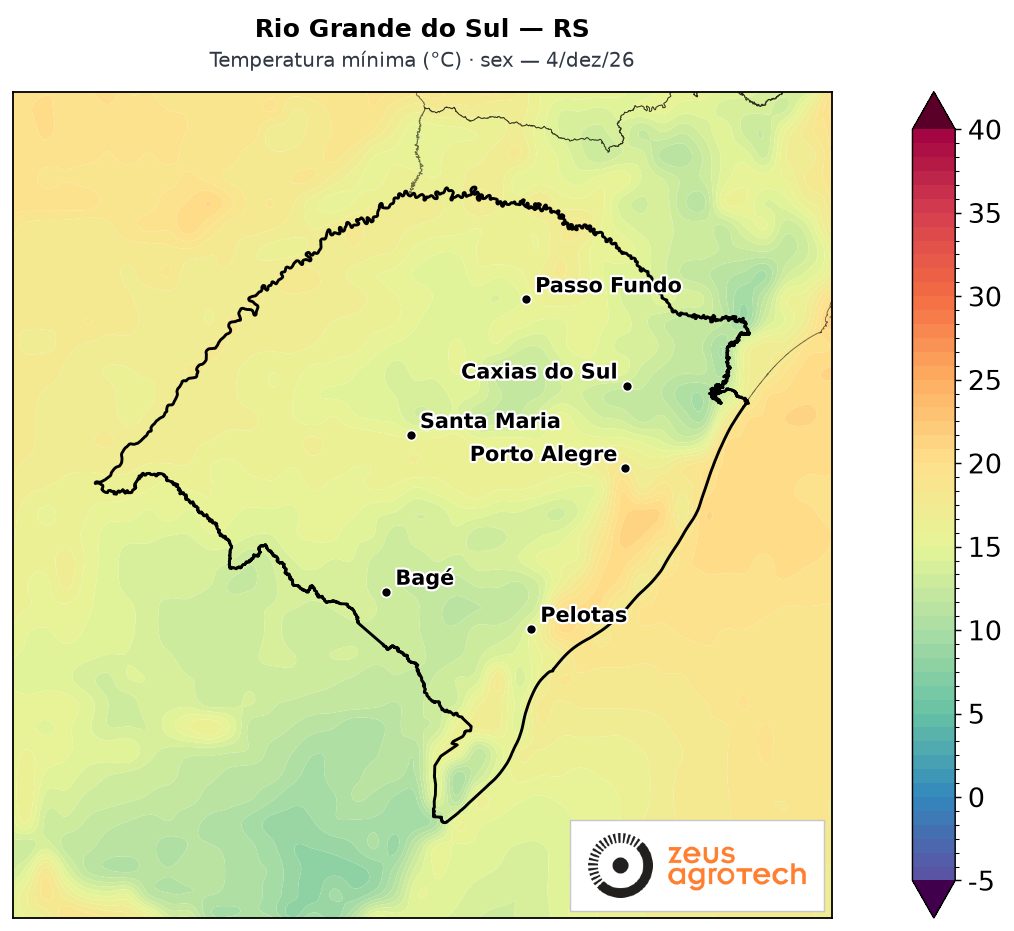 Rio Grande do Sul — RS
Temperatura mínima (°C) · sex — 4/dez/26
Passo Fundo
Caxias do Sul
Santa Maria
Porto Alegre
Bagé
Pelotas
40
35
30
25
20
15
10
5
0
-5
zeus
agrotech